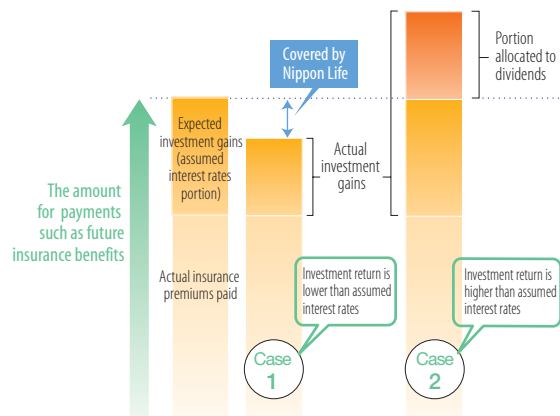 Covered by
Nippon Life
Portion
allocated to
dividends
Expected
investment gains
(assumed
interest rates
portion)
Actual
investment
gains
The amount
for payments
such as future
insurance benefits
Actual insurance
premiums paid
Investment return is
lower than assumed
interest rates
Investment return is
higher than assumed
interest rates
Case
1
Case
2